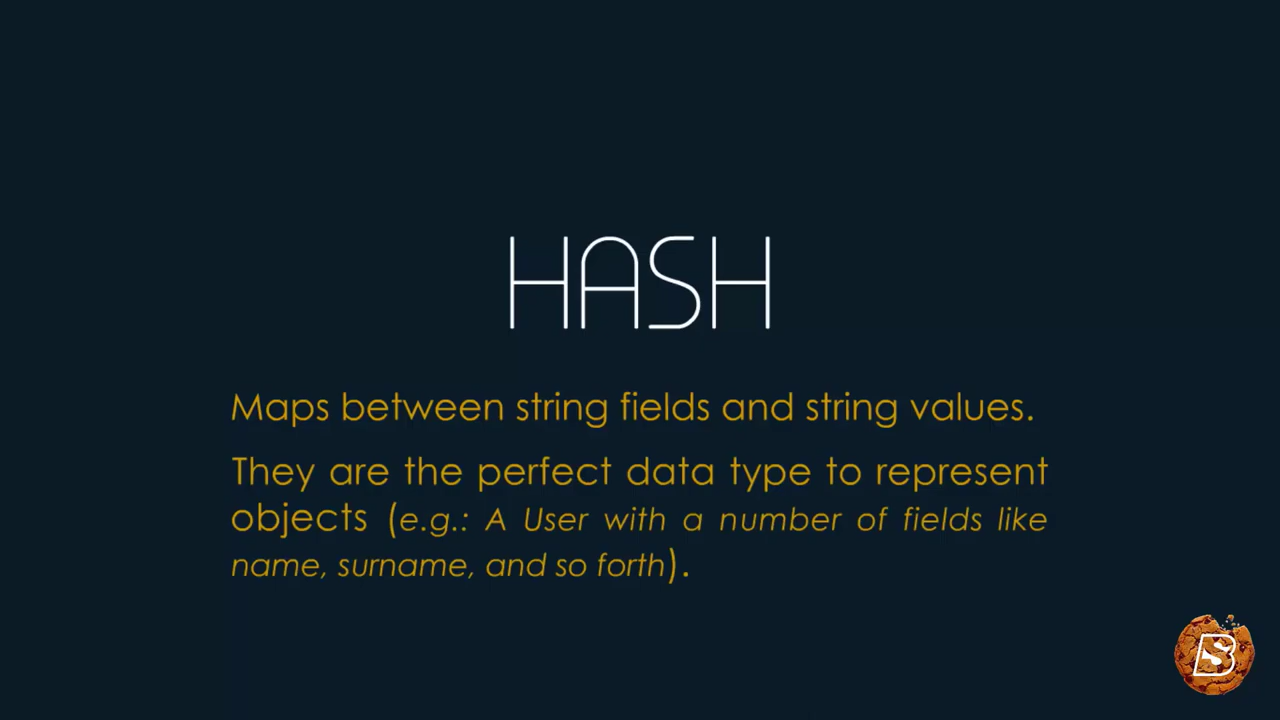 HASH
Maps between string fields and string values.
They are the perfect data type to represent
objects (e.g.: A User with a number of fields like
name, surname, and so forth).